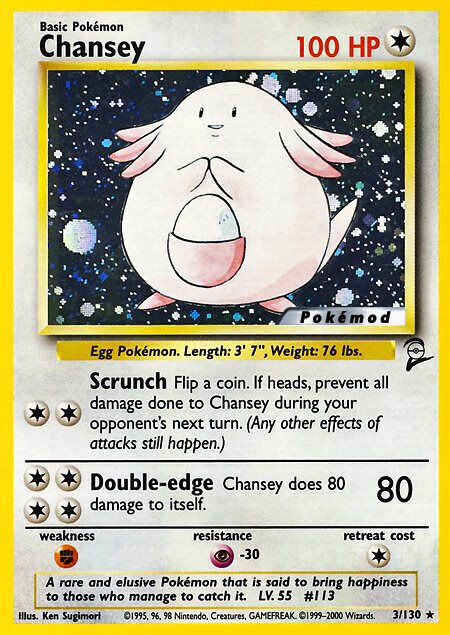 Basic Pokémon
Chansey 100 HP
Pokémod
Egg Pokémon. Length: 3' 7", Weight: 76 lbs.
Scrunch Flip a coin. If heads, prevent all
damage done to Chansey during your
opponent's next turn. (Any other effects of
attacks still happen.)
Double-edge Chansey does 80 80
damage to itself.
weakness resistance retreat cost
-30
A rare and elusive Pokémon that is said to bring happiness
to those who manage to catch it. LV. 55 #113
Illus. Ken Sugimori ©1995, 96, 98 Nintendo, Creatures, GAMEFREAK. ©1999-2000 Wizards. 3/130 ★